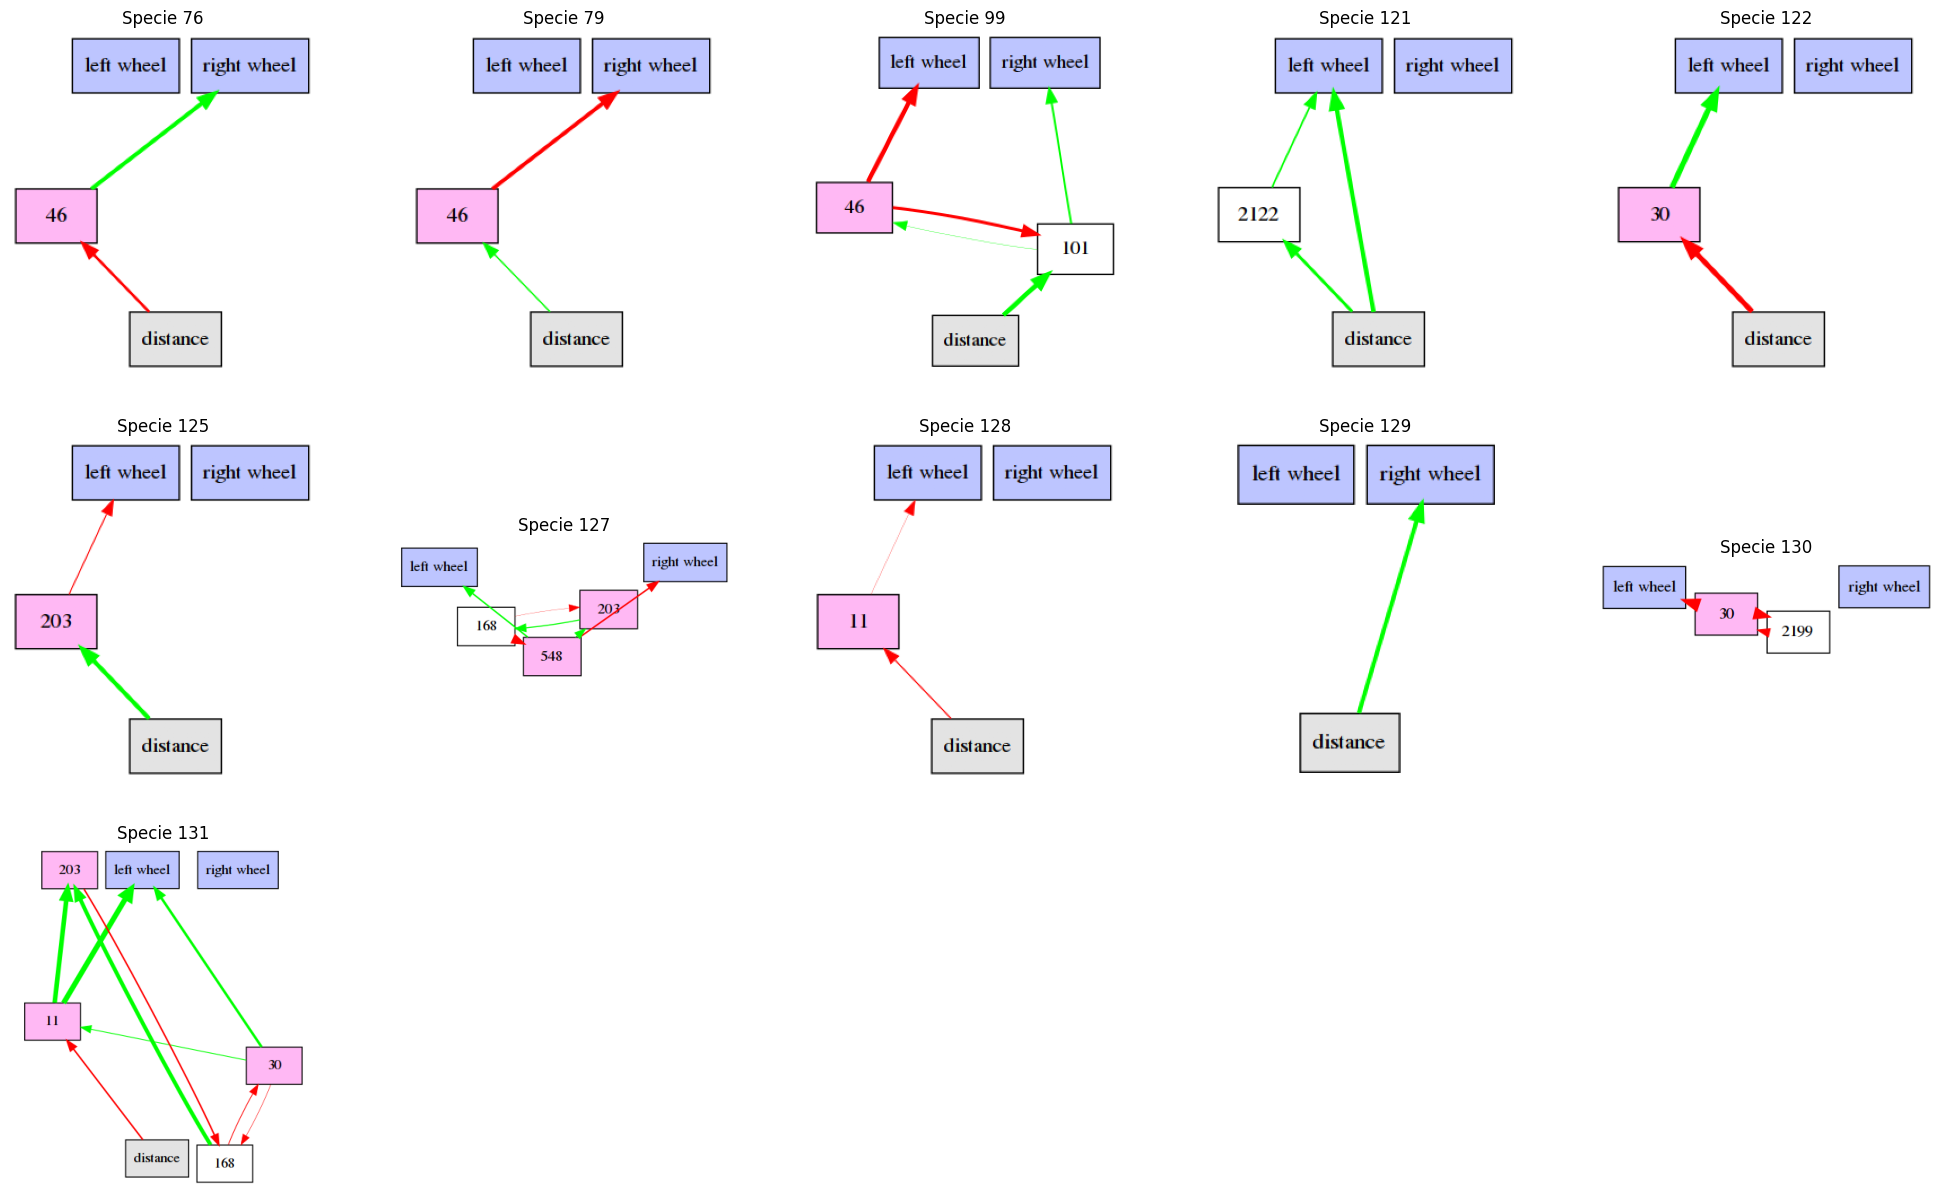 Specie 76
left wheel
right wheel
46
distance
Specie 79
left wheel
right wheel
46
distance
Specie 99
left wheel
right wheel
46
101
distance
Specie 121
left wheel
right wheel
2122
distance
Specie 122
left wheel
right wheel
30
distance
Specie 125
left wheel
right wheel
203
distance
Specie 127
left wheel
right wheel
203
168
548
Specie 128
left wheel
right wheel
11
distance
Specie 129
left wheel
right wheel
distance
Specie 130
left wheel
right wheel
30
2199
Specie 131
203
left wheel
right wheel
11
30
distance
168